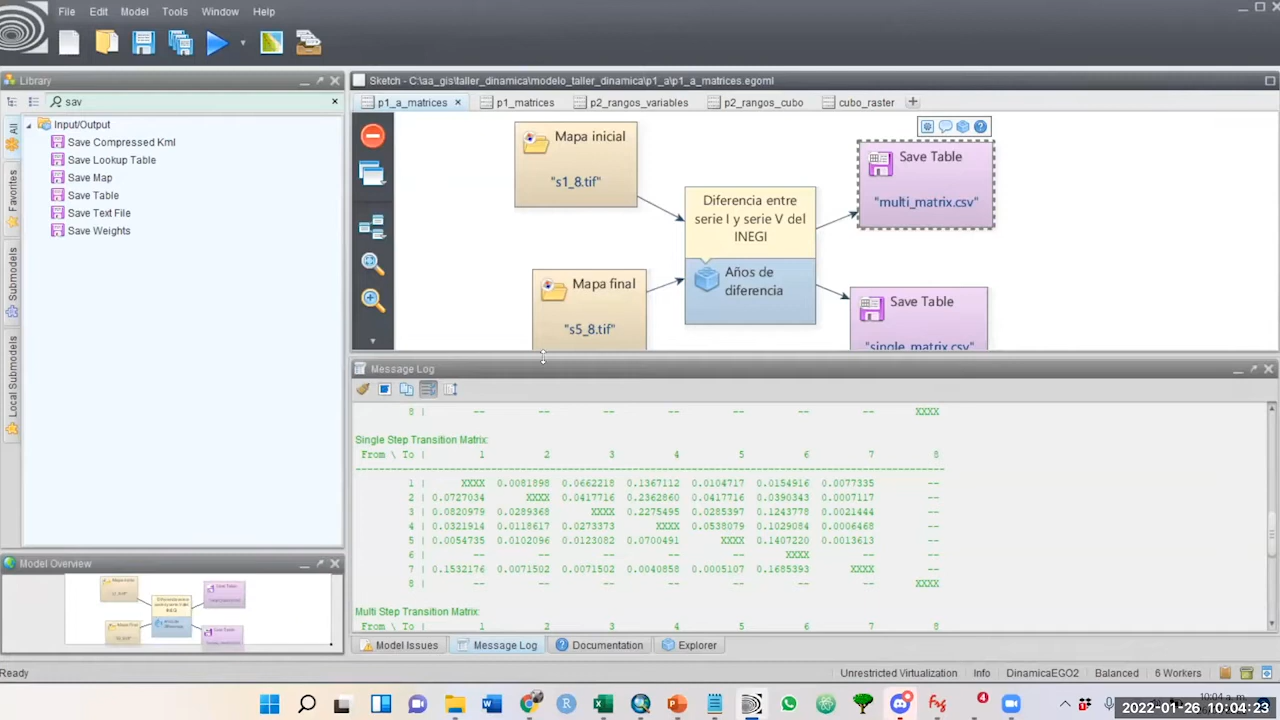 File Edit Model Tools Window Help
Library
sav
Input/Output
Save Compressed Kml
Save Lookup Table
Save Map
Save Table
Save Text File
Save Weights
All
Favorites
Submodels
Local Submodels
Model Overview
Sketch - C:\aa_gis\taller_dinamica\modelo_taller_dinamica\p1_a\p1_a_matrices.egoml
p1_a_matrices p1_matrices p2_rangos_variables p2_rangos_cubo cubo_raster
Mapa inicial
"s1_8.tif"
Mapa final
"s5_8.tif"
Diferencia entre
serie I y serie V del
INEGI
Años de
diferencia
Save Table
"multi_matrix.csv"
Save Table
"single_matrix.csv"
Message Log
8 | -- -- -- -- -- -- -- XXXX
Single Step Transition Matrix:
From \ To | 1 2 3 4 5 6 7 8
1 | XXXX 0.0081898 0.0662218 0.1367112 0.0104717 0.0154916 0.0077335 --
2 | 0.0727034 XXXX 0.0417716 0.2362860 0.0417716 0.0390343 0.0007117 --
3 | 0.0820979 0.0289368 XXXX 0.2275495 0.0285397 0.1243778 0.0021444 --
4 | 0.0321914 0.0118617 0.0273373 XXXX 0.0538079 0.1029084 0.0006468 --
5 | 0.0054735 0.0102096 0.0123082 0.0700491 XXXX 0.1407220 0.0013613 --
6 | -- -- -- -- -- XXXX -- --
7 | 0.1532176 0.0071502 0.0071502 0.0040858 0.0005107 0.1685393 XXXX --
8 | -- -- -- -- -- -- -- XXXX
Multi Step Transition Matrix:
From \ To | 1 2 3 4 5 6 7 8
Model Issues Message Log Documentation Explorer
Ready
Unrestricted Virtualization Info DinamicaEGO2 Balanced 6 Workers
10:04 a. m.
2022-01-26 10:04:23